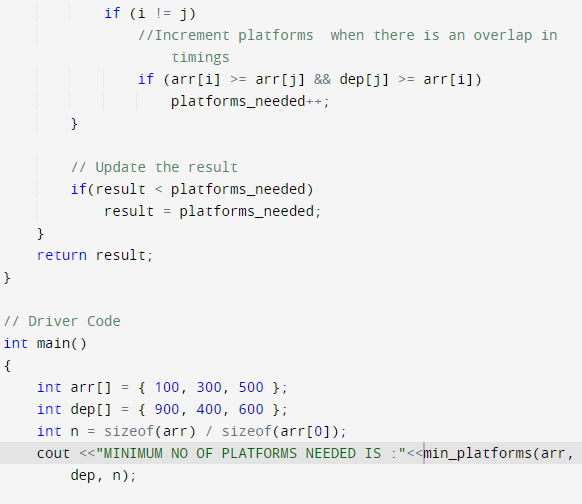 if (i != j)
//Increment platforms  when there is an overlap in
timings
if (arr[i] >= arr[j] && dep[j] >= arr[i])
platforms_needed++;
}
// Update the result
if(result < platforms_needed)
result = platforms_needed;
}
return result;
}
// Driver Code
int main()
{
int arr[] = { 100, 300, 500 };
int dep[] = { 900, 400, 600 };
int n = sizeof(arr) / sizeof(arr[0]);
cout <<"MINIMUM NO OF PLATFORMS NEEDED IS :"<<min_platforms(arr,
dep, n);